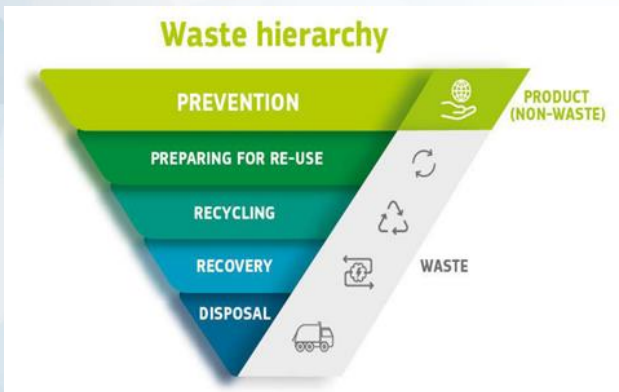 Waste hierarchy
PREVENTION
PRODUCT
(NON-WASTE)
PREPARING FOR RE-USE
RECYCLING
RECOVERY
WASTE
DISPOSAL